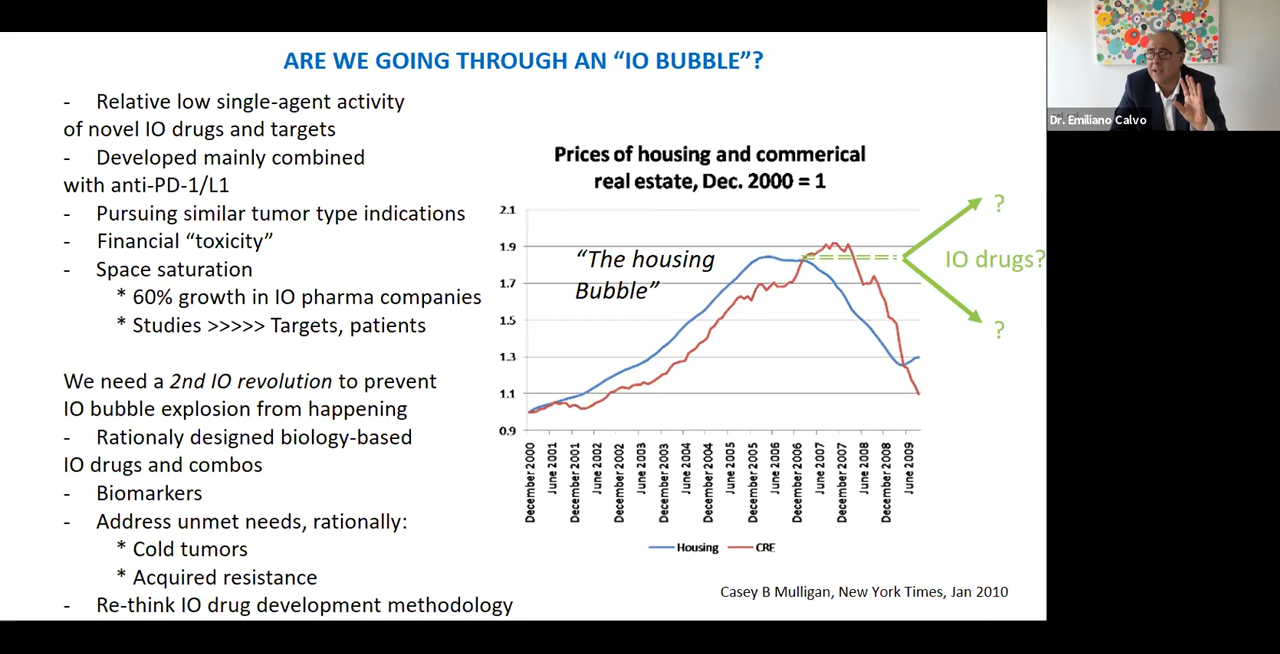 ARE WE GOING THROUGH AN “IO BUBBLE”?
- Relative low single-agent activity
of novel IO drugs and targets
- Developed mainly combined
with anti-PD-1/L1
- Pursuing similar tumor type indications
- Financial “toxicity”
- Space saturation
* 60% growth in IO pharma companies
* Studies >>>>> Targets, patients
We need a 2nd IO revolution to prevent
IO bubble explosion from happening
- Rationaly designed biology-based
IO drugs and combos
- Biomarkers
- Address unmet needs, rationally:
* Cold tumors
* Acquired resistance
- Re-think IO drug development methodology
Prices of housing and commerical
real estate, Dec. 2000 = 1
2.1
1.9
1.7
1.5
1.3
1.1
0.9
“The housing
Bubble”
?
IO drugs?
?
December 2000
June 2001
December 2001
June 2002
December 2002
June 2003
December 2003
June 2004
December 2004
June 2005
December 2005
June 2006
December 2006
June 2007
December 2007
June 2008
December 2008
June 2009
Housing
CRE
Casey B Mulligan, New York Times, Jan 2010
Dr. Emiliano Calvo